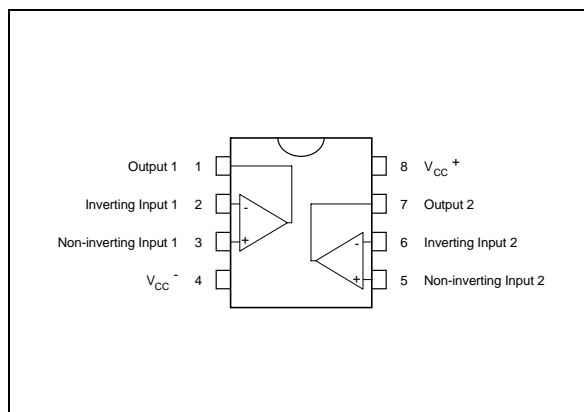 Output 1 1 8 VCC +
Inverting Input 1 2 - 7 Output 2
Non-inverting Input 1 3 + - 6 Inverting Input 2
VCC - 4 + 5 Non-inverting Input 2